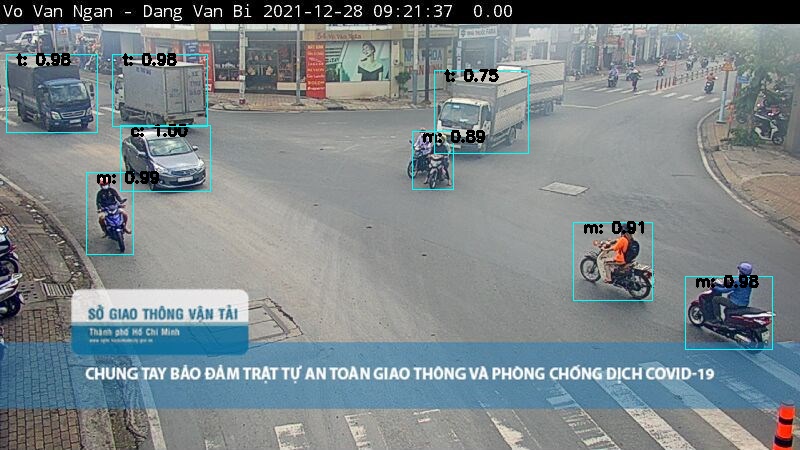 Vo Van Ngan - Dang Van Bi 2021-12-28 09:21:37 0.00
t: 0.98
t: 0.98
t: 0.75
c: 1.00
m: 0.89
m: 0.99
m: 0.91
m: 0.98
SỞ GIAO THÔNG VẬN TẢI
Thành phố Hồ Chí Minh
CHUNG TAY BẢO ĐẢM TRẬT TỰ AN TOÀN GIAO THÔNG VÀ PHÒNG CHỐNG DỊCH COVID-19